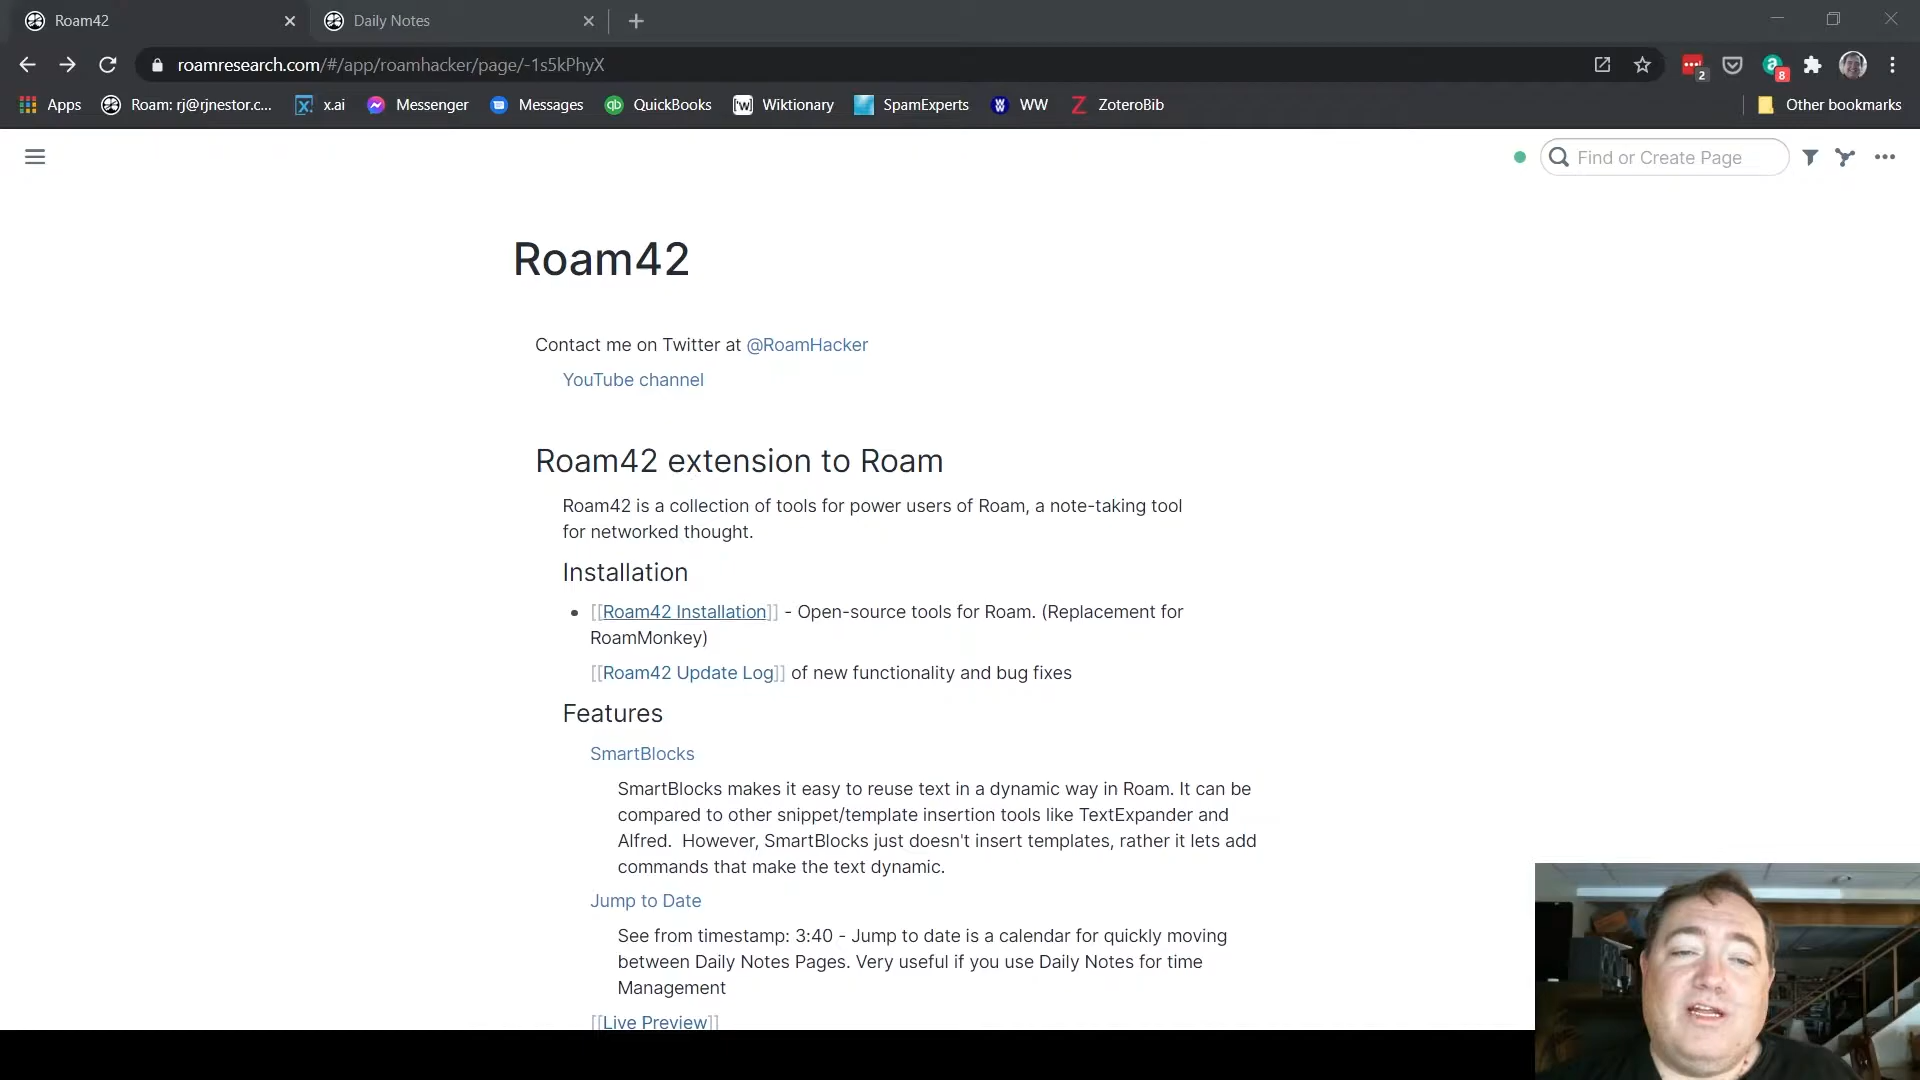 Roam42
Daily Notes
roamresearch.com/#/app/roamhacker/page/-1s5kPhyX
2
8
Apps
Roam: rj@rjnestor.c...
x.ai
Messenger
Messages
QuickBooks
Wiktionary
SpamExperts
WW
ZoteroBib
Other bookmarks
Find or Create Page
Roam42
Contact me on Twitter at @RoamHacker
YouTube channel
Roam42 extension to Roam
Roam42 is a collection of tools for power users of Roam, a note-taking tool
for networked thought.
Installation
[[Roam42 Installation]] - Open-source tools for Roam. (Replacement for
RoamMonkey)
[[Roam42 Update Log]] of new functionality and bug fixes
Features
SmartBlocks
SmartBlocks makes it easy to reuse text in a dynamic way in Roam. It can be
compared to other snippet/template insertion tools like TextExpander and
Alfred.  However, SmartBlocks just doesn't insert templates, rather it lets add
commands that make the text dynamic.
Jump to Date
See from timestamp: 3:40 - Jump to date is a calendar for quickly moving
between Daily Notes Pages. Very useful if you use Daily Notes for time
Management
[[Live Preview]]